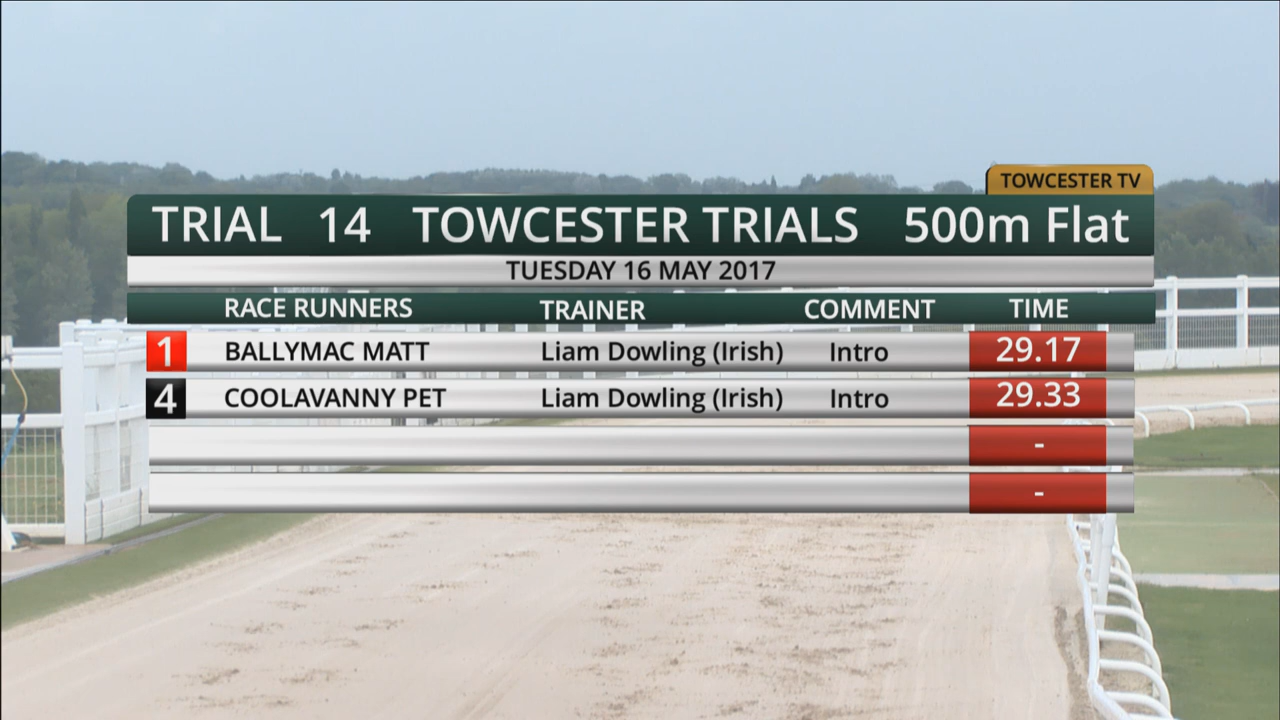 TOWCESTER TV
TRIAL 14 TOWCESTER TRIALS 500m Flat
TUESDAY 16 MAY 2017
RACE RUNNERS TRAINER COMMENT TIME
1 BALLYMAC MATT Liam Dowling (Irish) Intro 29.17
4 COOLAVANNY PET Liam Dowling (Irish) Intro 29.33
-
-